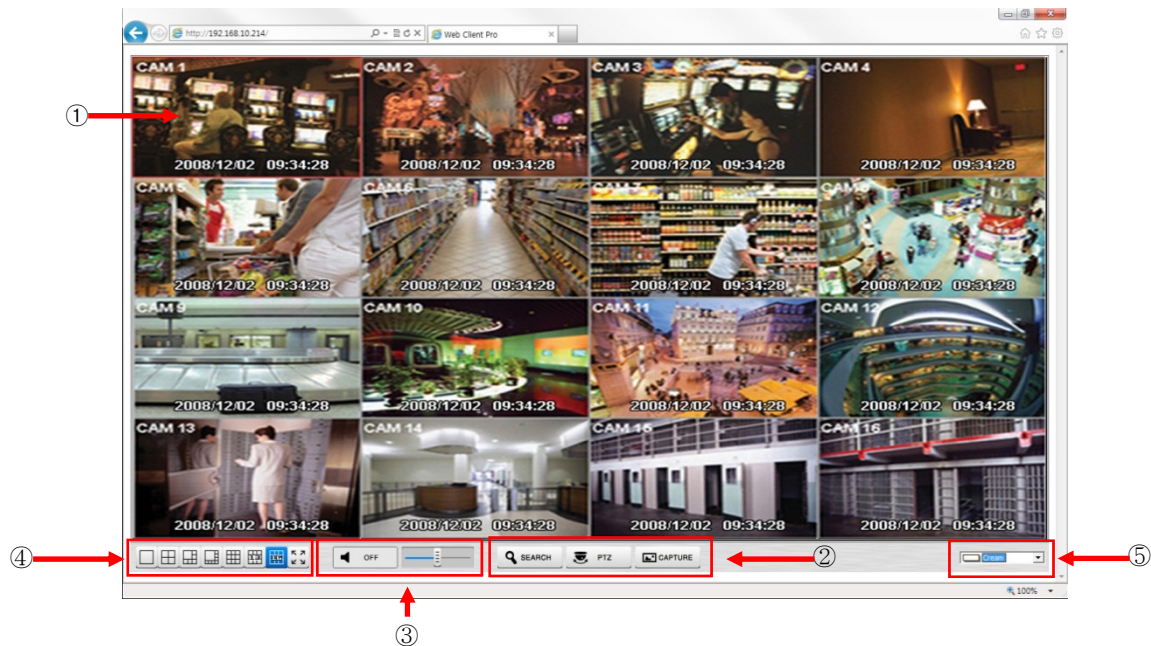 http://192.168.10.214/
Web Client Pro
CAM 1
CAM 2
CAM 3
CAM 4
2008/12/02 09:34:28
2008/12/02 09:34:28
2008/12/02 09:34:28
2008/12/02 09:34:28
CAM 5
CAM 6
CAM 7
CAM 8
2008/12/02 09:34:28
2008/12/02 09:34:28
2008/12/02 09:34:28
2008/12/02 09:34:28
CAM 9
CAM 10
CAM 11
CAM 12
2008/12/02 09:34:28
2008/12/02 09:34:28
2008/12/02 09:34:28
2008/12/02 09:34:28
CAM 13
CAM 14
CAM 15
CAM 16
2008/12/02 09:34:28
2008/12/02 09:34:28
2008/12/02 09:34:28
2008/12/02 09:34:28
①
④
OFF
SEARCH
PTZ
CAPTURE
②
Cream
⑤
100%
③